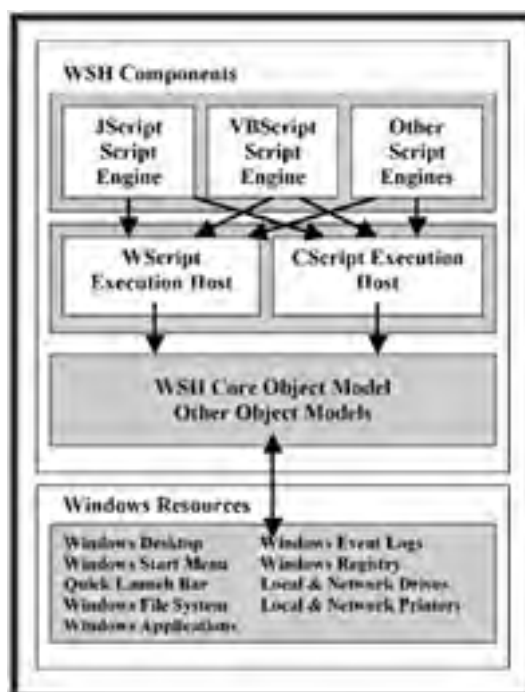 WSH Components
JScript
Script
Engine
VBScript
Script
Engine
Other
Script
Engines
WScript
Execution Host
CScript Execution
Host
WSH Core Object Model
Other Object Models
Windows Resources
Windows Desktop
Windows Start Menu
Quick Launch Bar
Windows File System
Windows Applications
Windows Event Logs
Windows Registry
Local & Network Drives
Local & Network Printers